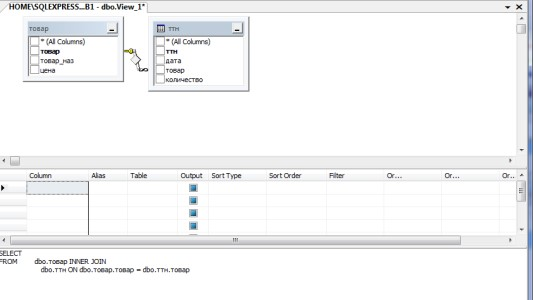 HOME\SQLEXPRESS...B1 - dbo.View_1*
товар
* (All Columns)
товар
товар_наз
цена
ттн
* (All Columns)
ттн
дата
товар
количество
Column Alias Table Output Sort Type Sort Order Filter Or... Or... Or...
SELECT
FROM dbo.товар INNER JOIN
dbo.ттн ON dbo.товар.товар = dbo.ттн.товар